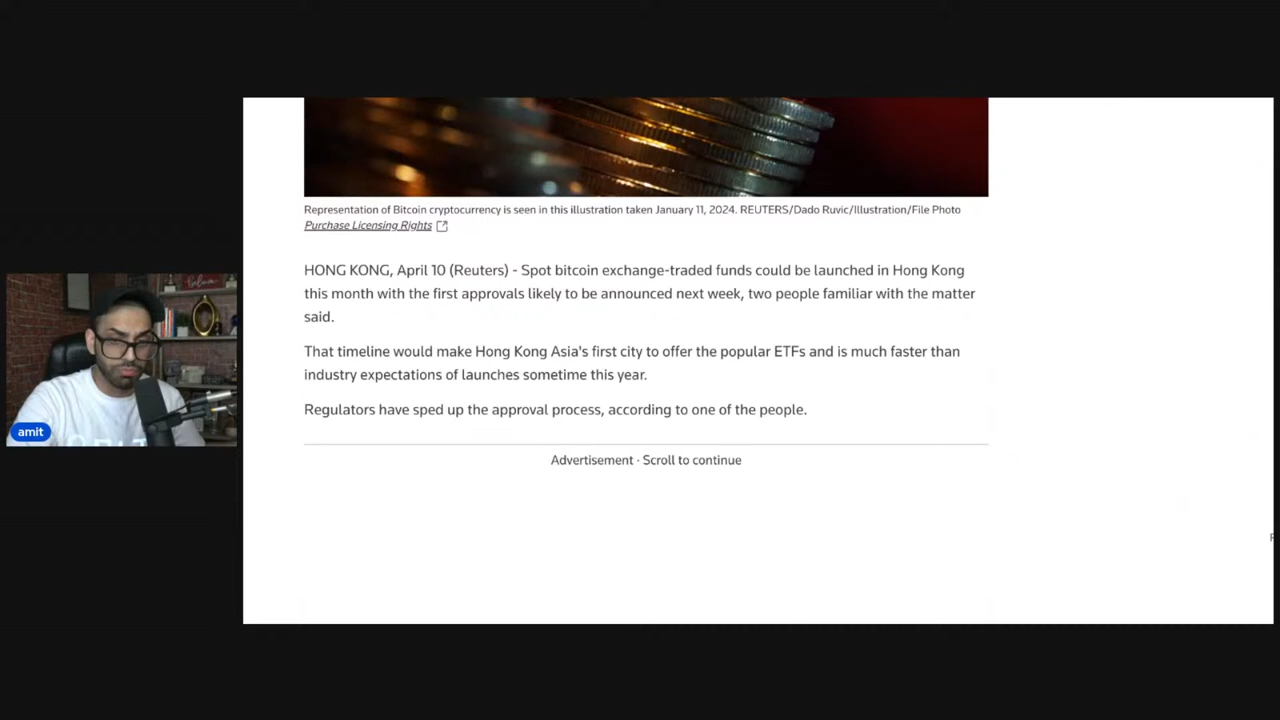 Representation of Bitcoin cryptocurrency is seen in this illustration taken January 11, 2024. REUTERS/Dado Ruvic/Illustration/File Photo
Purchase Licensing Rights
HONG KONG, April 10 (Reuters) - Spot bitcoin exchange-traded funds could be launched in Hong Kong
this month with the first approvals likely to be announced next week, two people familiar with the matter
said.
That timeline would make Hong Kong Asia's first city to offer the popular ETFs and is much faster than
industry expectations of launches sometime this year.
Regulators have sped up the approval process, according to one of the people.
amit
Advertisement · Scroll to continue